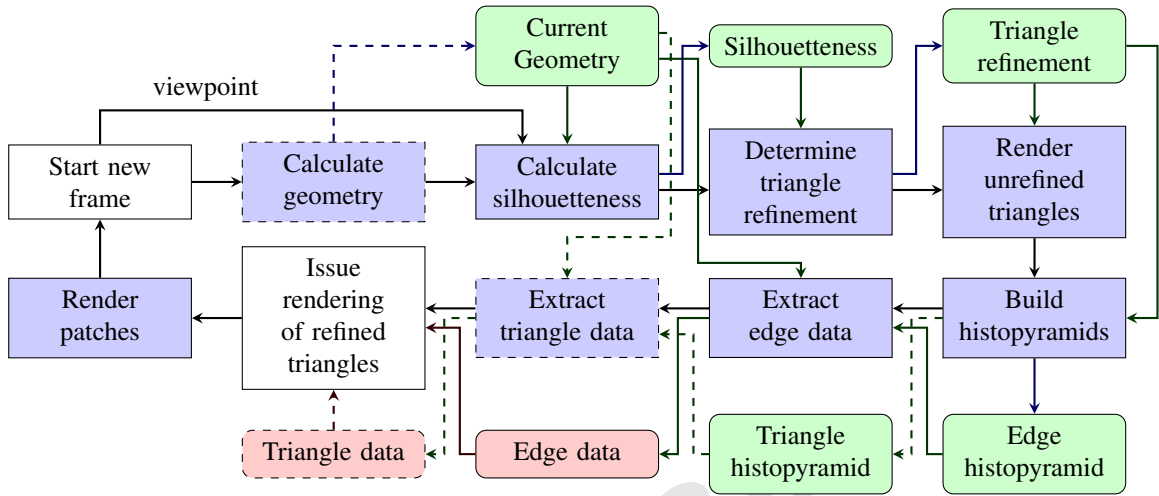 Current
Geometry
Silhouetteness
Triangle
refinement
viewpoint
Start new
frame
Calculate
geometry
Calculate
silhouetteness
Determine
triangle
refinement
Render
unrefined
triangles
Render
patches
Issue
rendering
of refined
triangles
Extract
triangle data
Extract
edge data
Build
histopyramids
Triangle data
Edge data
Triangle
histopyramid
Edge
histopyramid